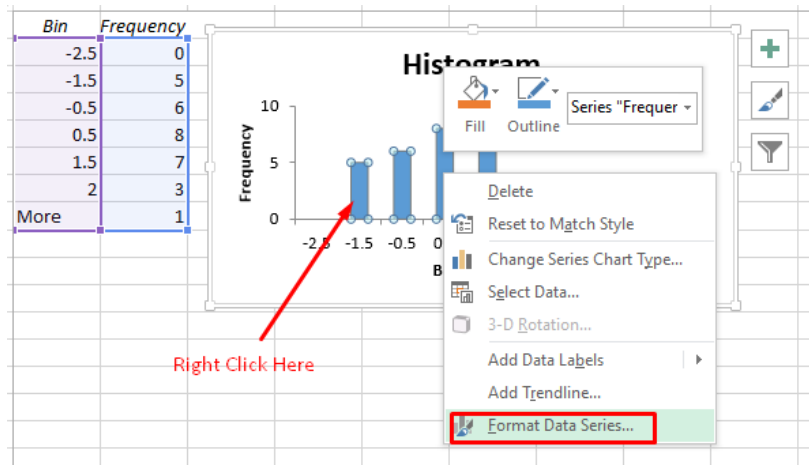 Bin Frequency
-2.5 0
-1.5 5
-0.5 6
0.5 8
1.5 7
2 3
More 1
Histogram
Fill Outline Series "Frequer
10
5
0
Frequency
-2.5 -1.5 -0.5 0
B
Delete
Reset to Match Style
Change Series Chart Type...
Select Data...
3-D Rotation...
Add Data Labels
Add Trendline...
Format Data Series...
Right Click Here